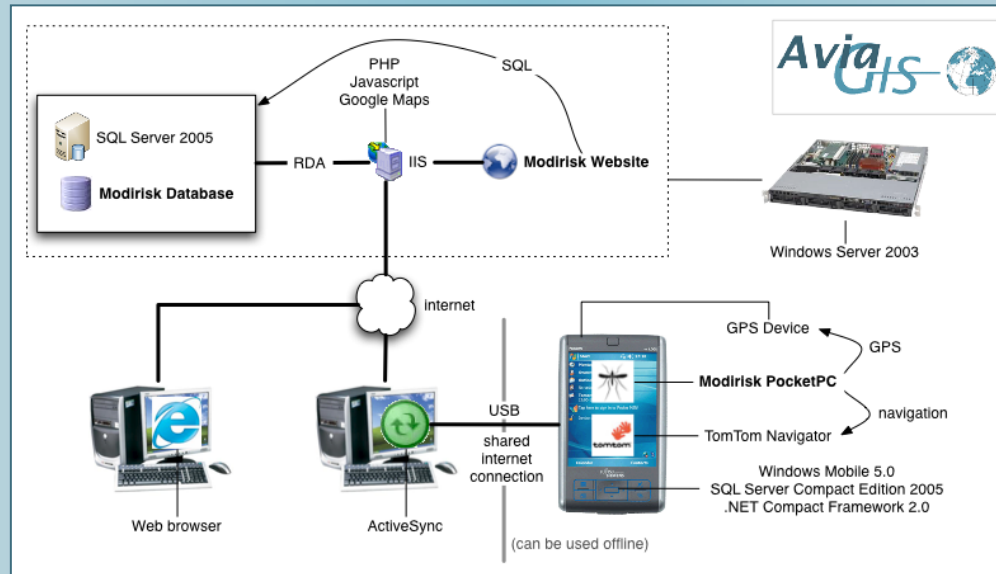 PHP
Javascript
Google Maps
SQL
Avia
GIS
SQL Server 2005
RDA
IIS
Modirisk Website
Modirisk Database
Windows Server 2003
internet
GPS Device
GPS
Modirisk PocketPC
USB
navigation
tomtom
TomTom Navigator
shared
internet
connection
Windows Mobile 5.0
SQL Server Compact Edition 2005
.NET Compact Framework 2.0
Web browser
ActiveSync
(can be used offline)